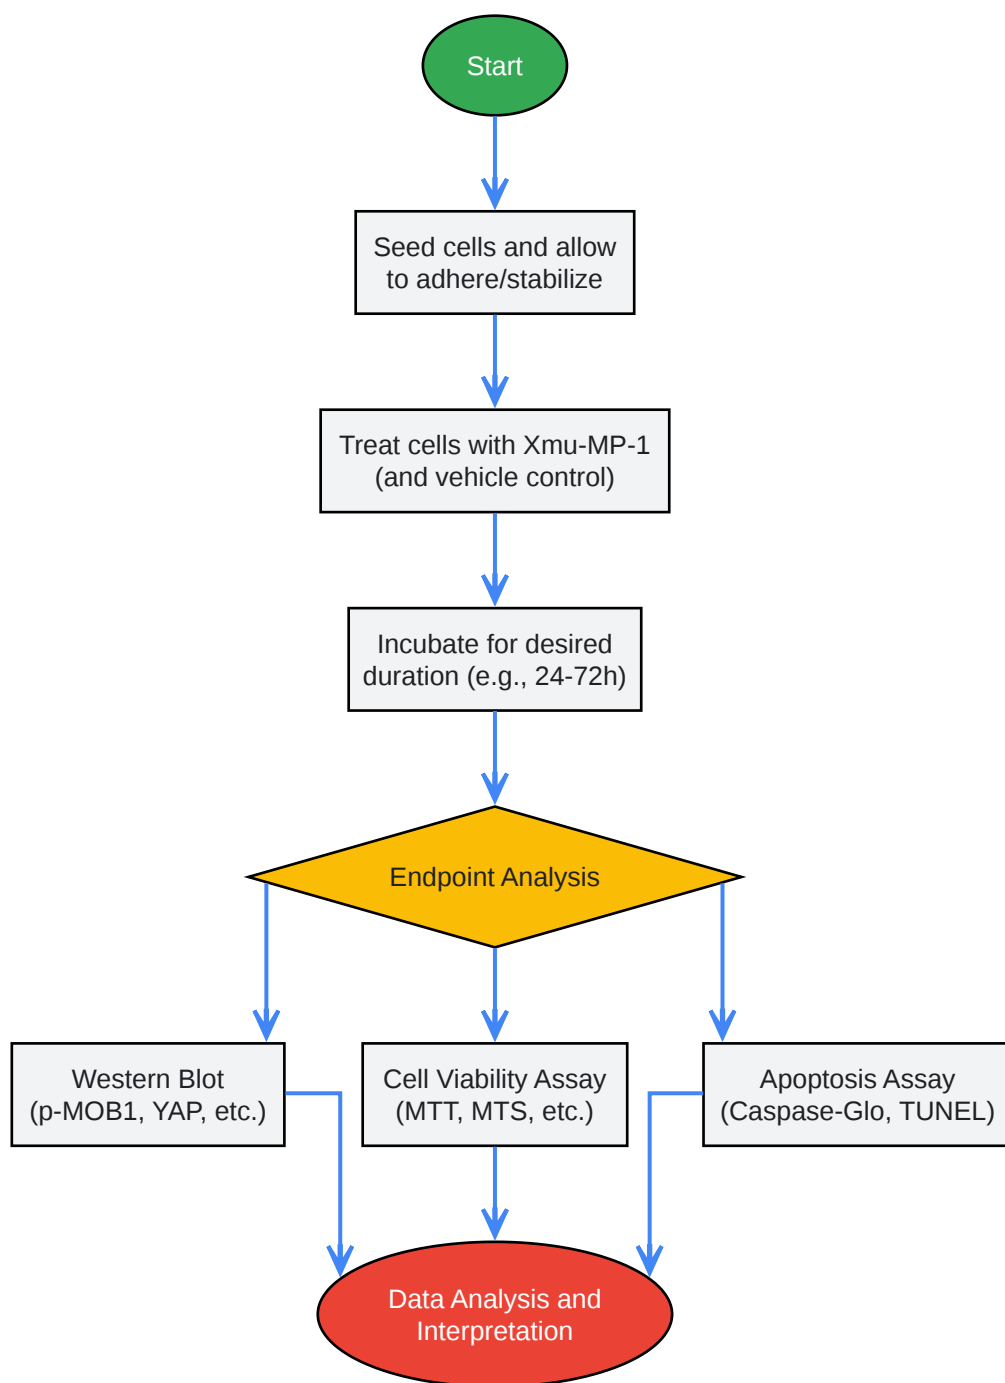 Start
Seed cells and allow
to adhere/stabilize
Treat cells with Xmu-MP-1
(and vehicle control)
Incubate for desired
duration (e.g., 24-72h)
Endpoint Analysis
Western Blot
(p-MOB1, YAP, etc.)
Cell Viability Assay
(MTT, MTS, etc.)
Apoptosis Assay
(Caspase-Glo, TUNEL)
Data Analysis and
Interpretation